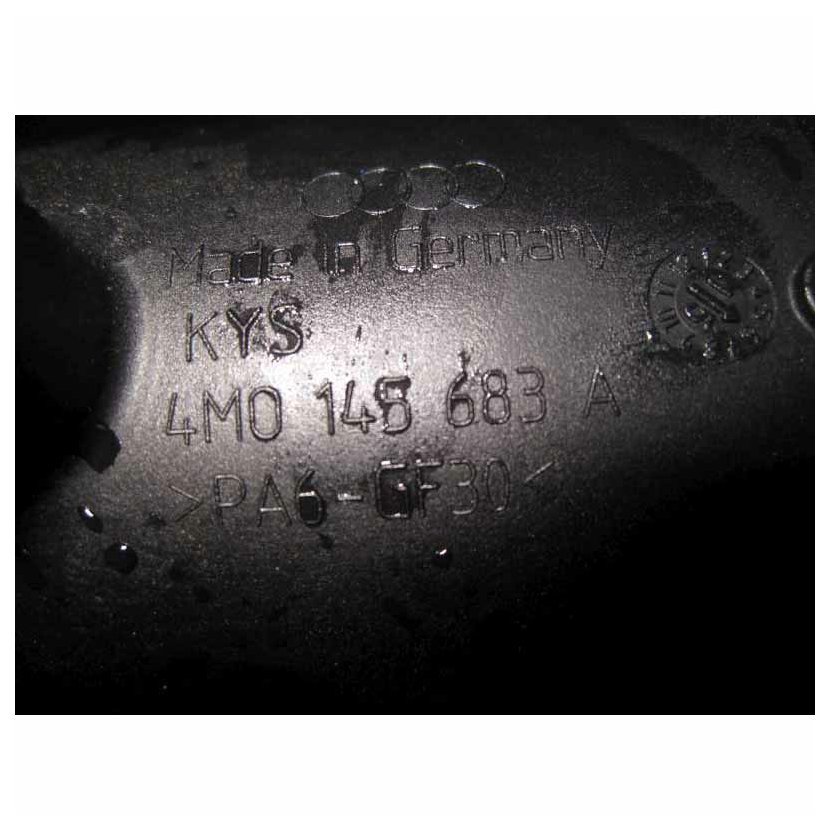 Made in Germany
KYS
4M0 145 683 A
>PA6-GF30<